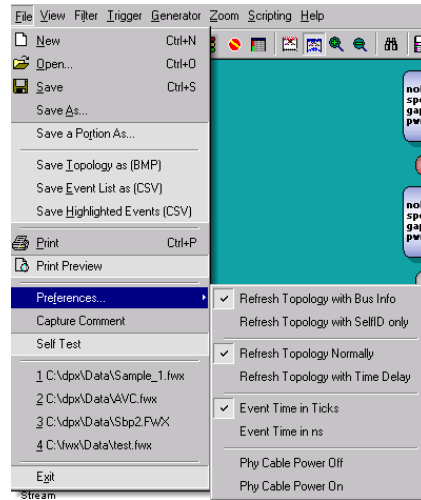 File View Filter Trigger Generator Zoom Scripting Help
New Ctrl+N
Open... Ctrl+O
Save Ctrl+S
Save As...
Save a Portion As...
Save Topology as (BMP)
Save Event List as (CSV)
Save Highlighted Events (CSV)
Print Ctrl+P
Print Preview
Preferences...
Capture Comment
Self Test
1 C:\dpx\Data\Sample_1.fwx
2 C:\dpx\Data\AVC.fwx
3 C:\dpx\Data\Sbp2.FWX
4 C:\fwx\Data\test.fwx
Exit
Stream
Refresh Topology with Bus Info
Refresh Topology with SelfID only
Refresh Topology Normally
Refresh Topology with Time Delay
Event Time in Ticks
Event Time in ns
Phy Cable Power Off
Phy Cable Power On
gap
pwr
gap
pwr